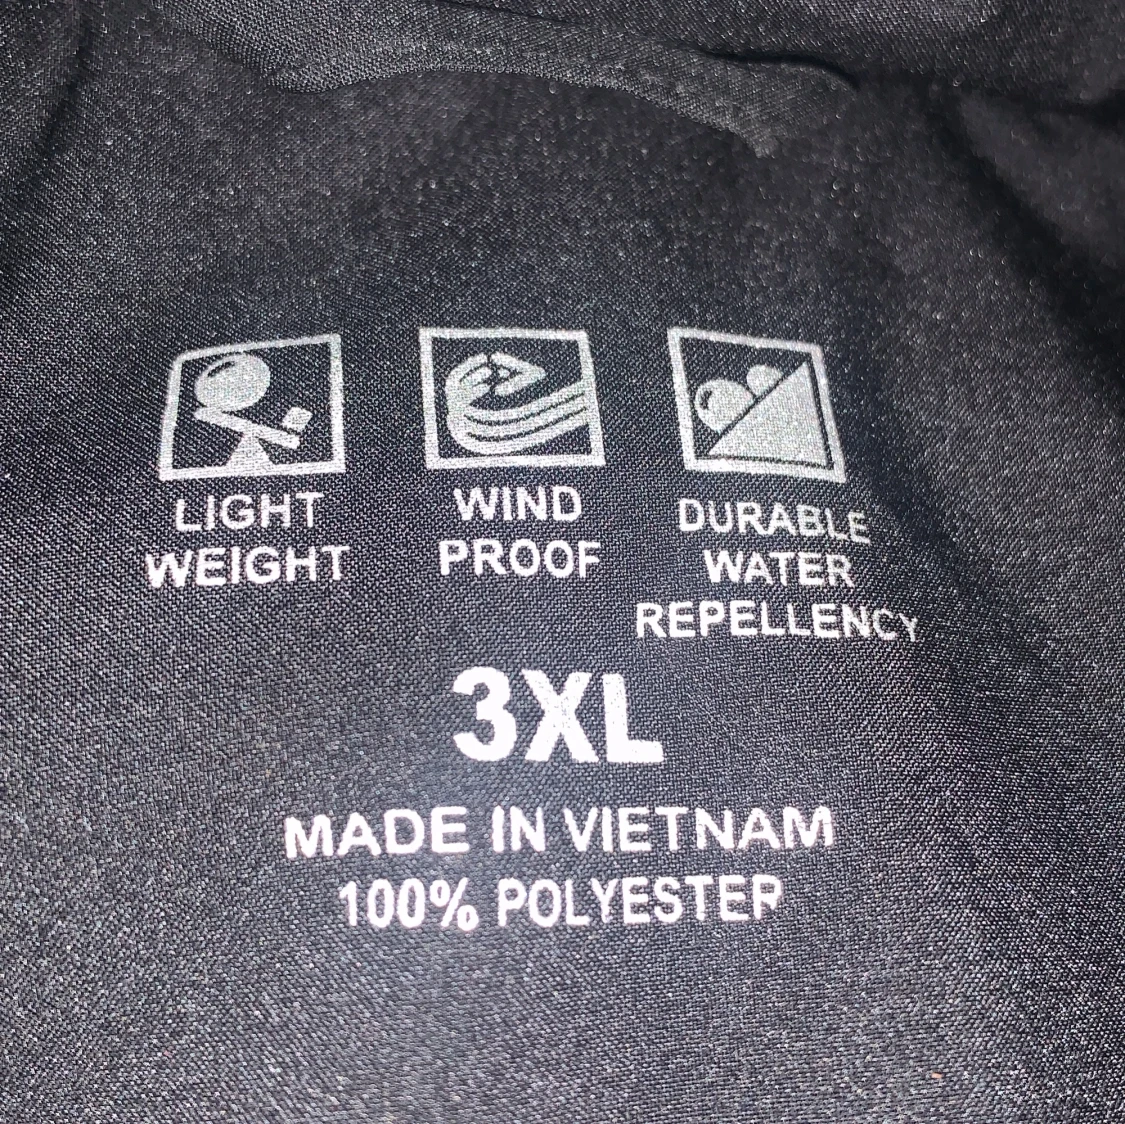 LIGHT
WEIGHT
WIND
PROOF
DURABLE
WATER
REPELLENCY
3XL
MADE IN VIETNAM
100% POLYESTER